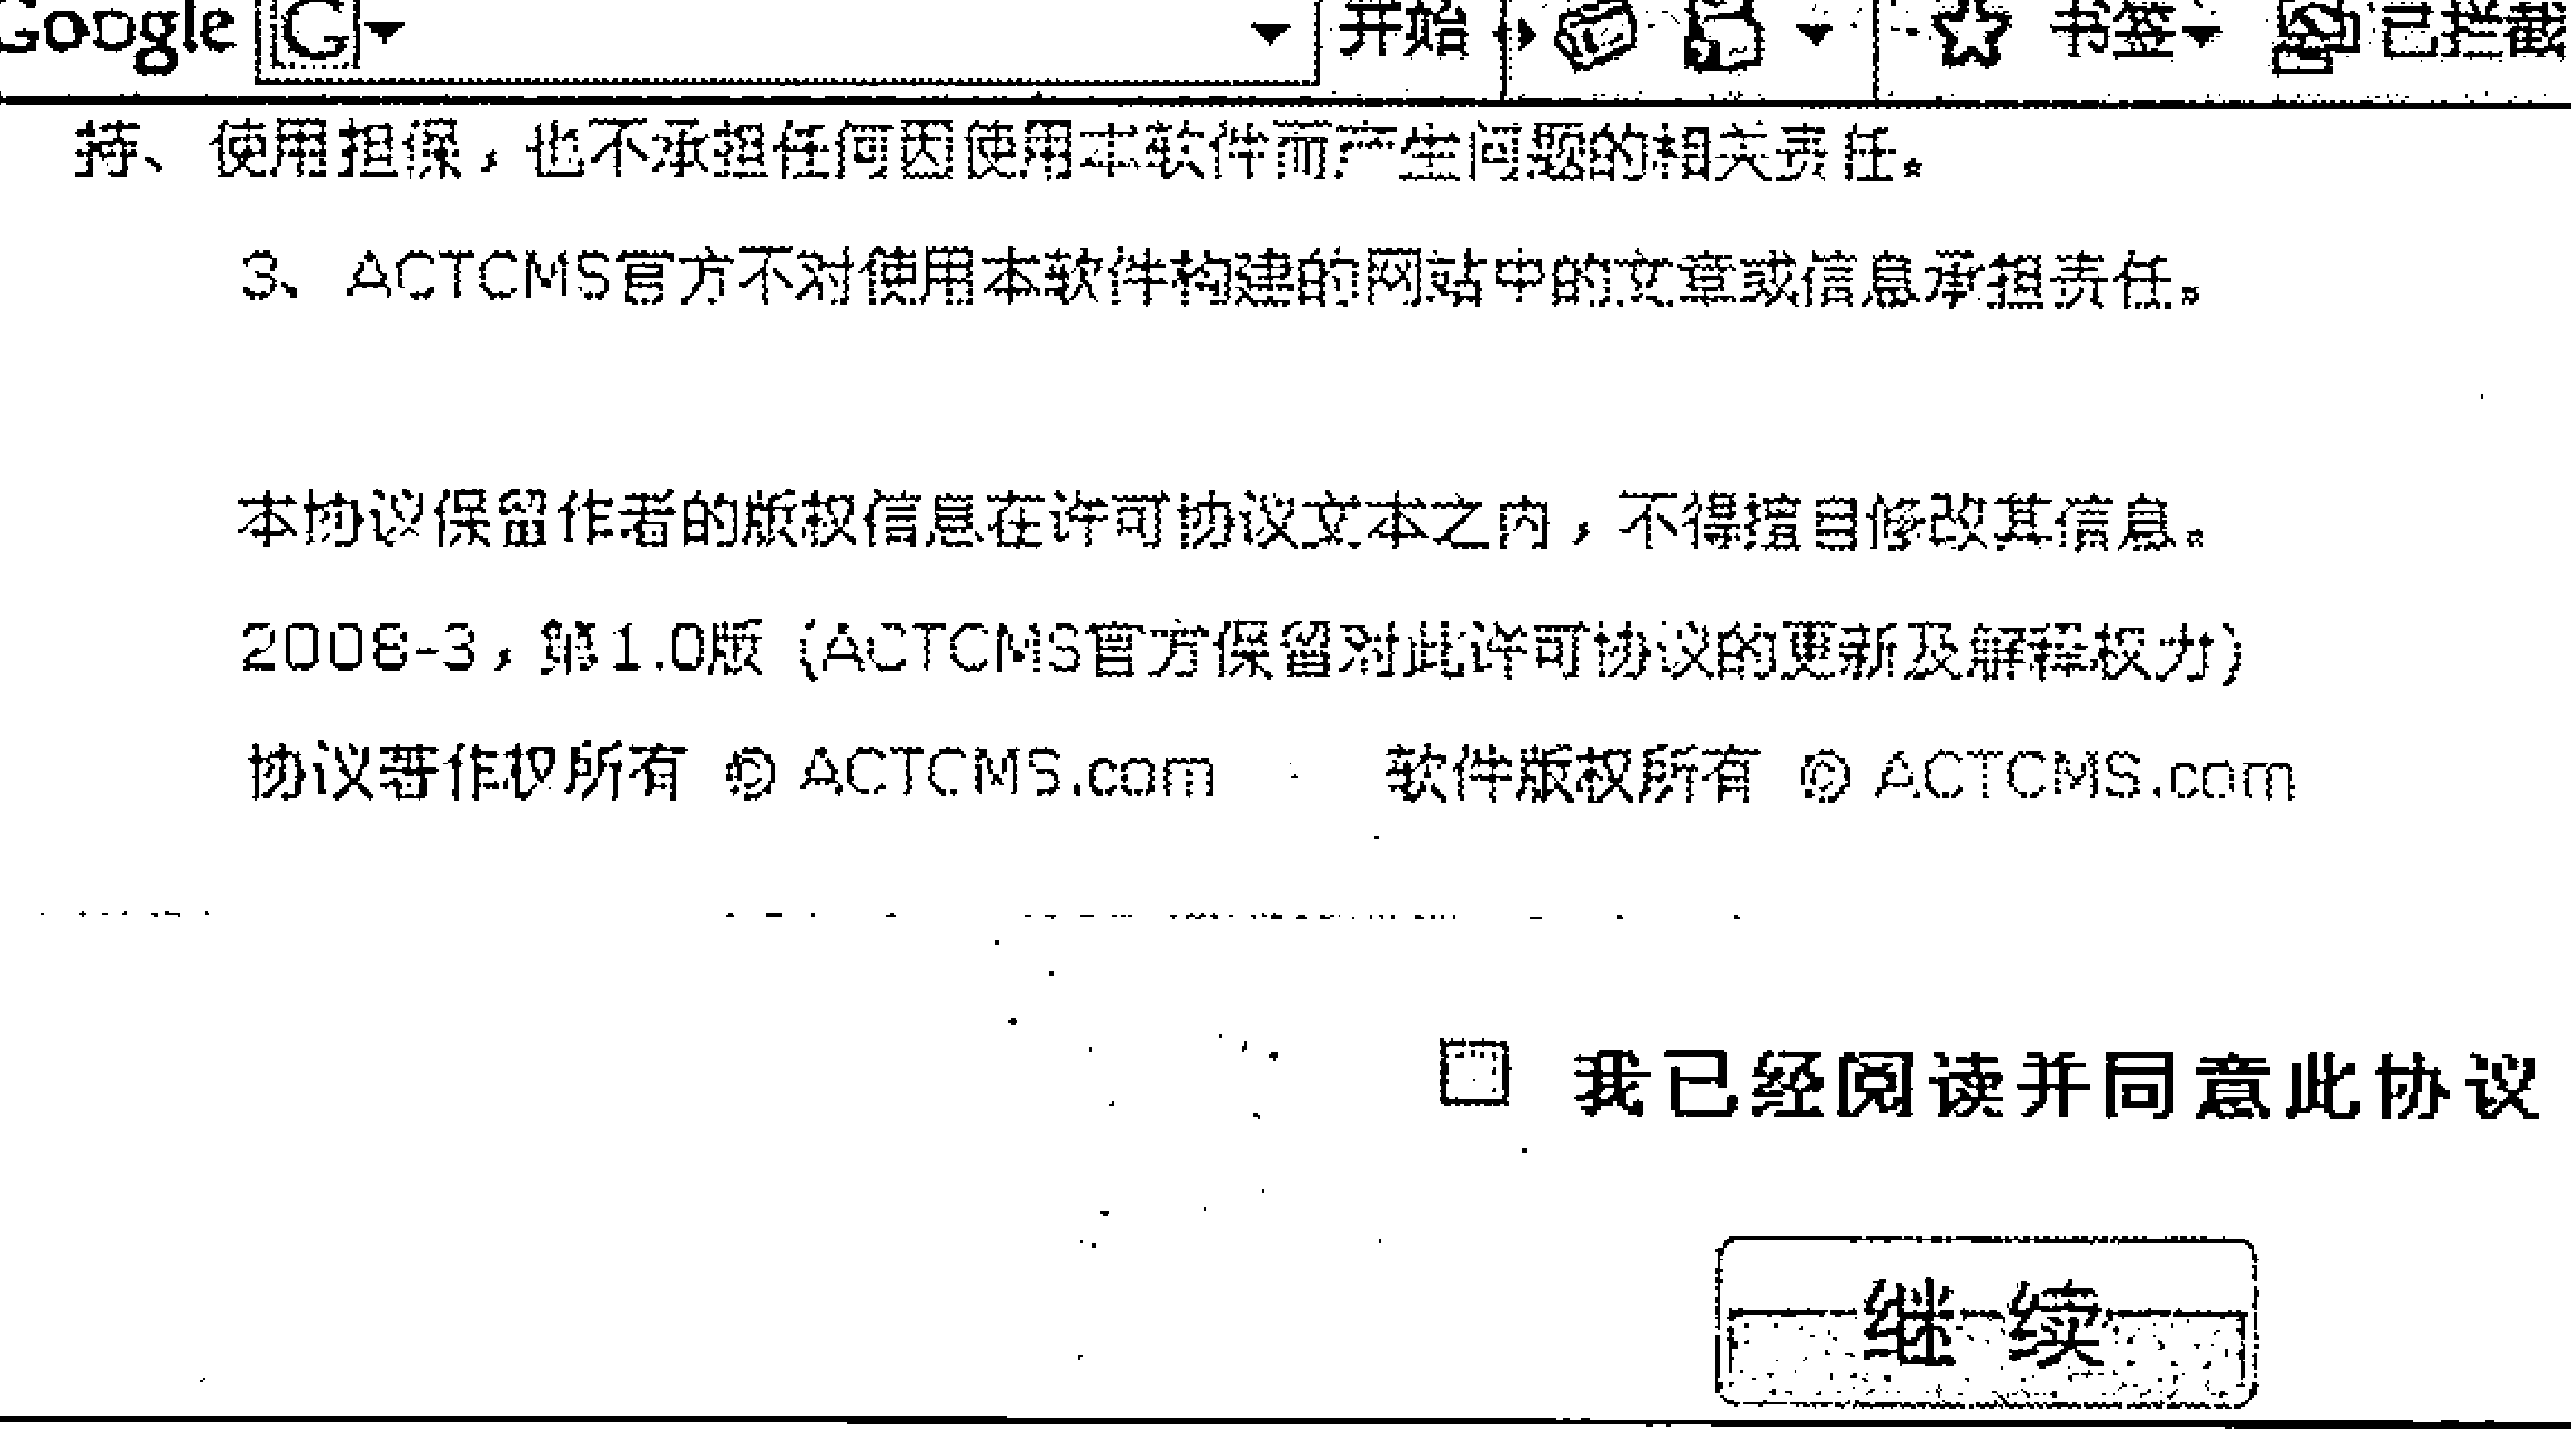 Google G 开始 书签 已拦截
持、使用担保，也不承担任何因使用本软件而产生问题的相关责任。
3、ACTCMS官方不对使用本软件构建的网站中的文章或信息承担责任。
本协议保留作者的版权信息在许可协议文本之内，不得擅自修改其信息。
2008-3，第1.0版 (ACTCMS官方保留对此许可协议的更新及解释权力)
协议著作权所有 © ACTCMS.com 软件版权所有 © ACTCMS.com
我已经阅读并同意此协议
继续